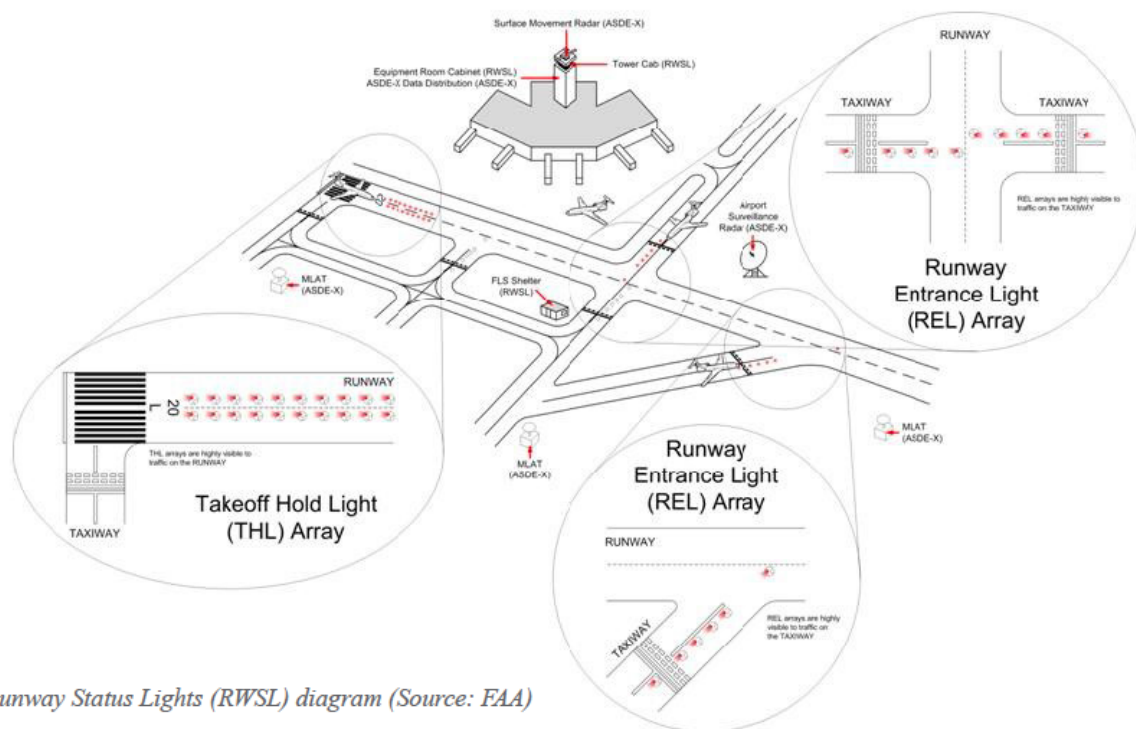 Surface Movement Radar (ASDE-X)
Tower Cab (RWSL)
Equipment Room Cabinet (RWSL)
ASDE-X Data Distribution (ASDE-X)
RUNWAY
TAXIWAY
TAXIWAY
REL arrays are highly visible to
traffic on the TAXIWAY
Runway
Entrance Light
(REL) Array
Airport
Suveillance
Radar (ASDE-X)
MLAT
(ASDE-X)
FLS Shelter
(RWSL)
RUNWAY
20
L
THL arrays are highly visible to
traffic on the RUNWAY
TAXIWAY
Takeoff Hold Light
(THL) Array
MLAT
(ASDE-X)
MLAT
(ASDE-X)
Runway
Entrance Light
(REL) Array
RUNWAY
TAXIWAY
REL arrays are highly
visible to traffic on
the TAXIWAY
unway Status Lights (RWSL) diagram (Source: FAA)